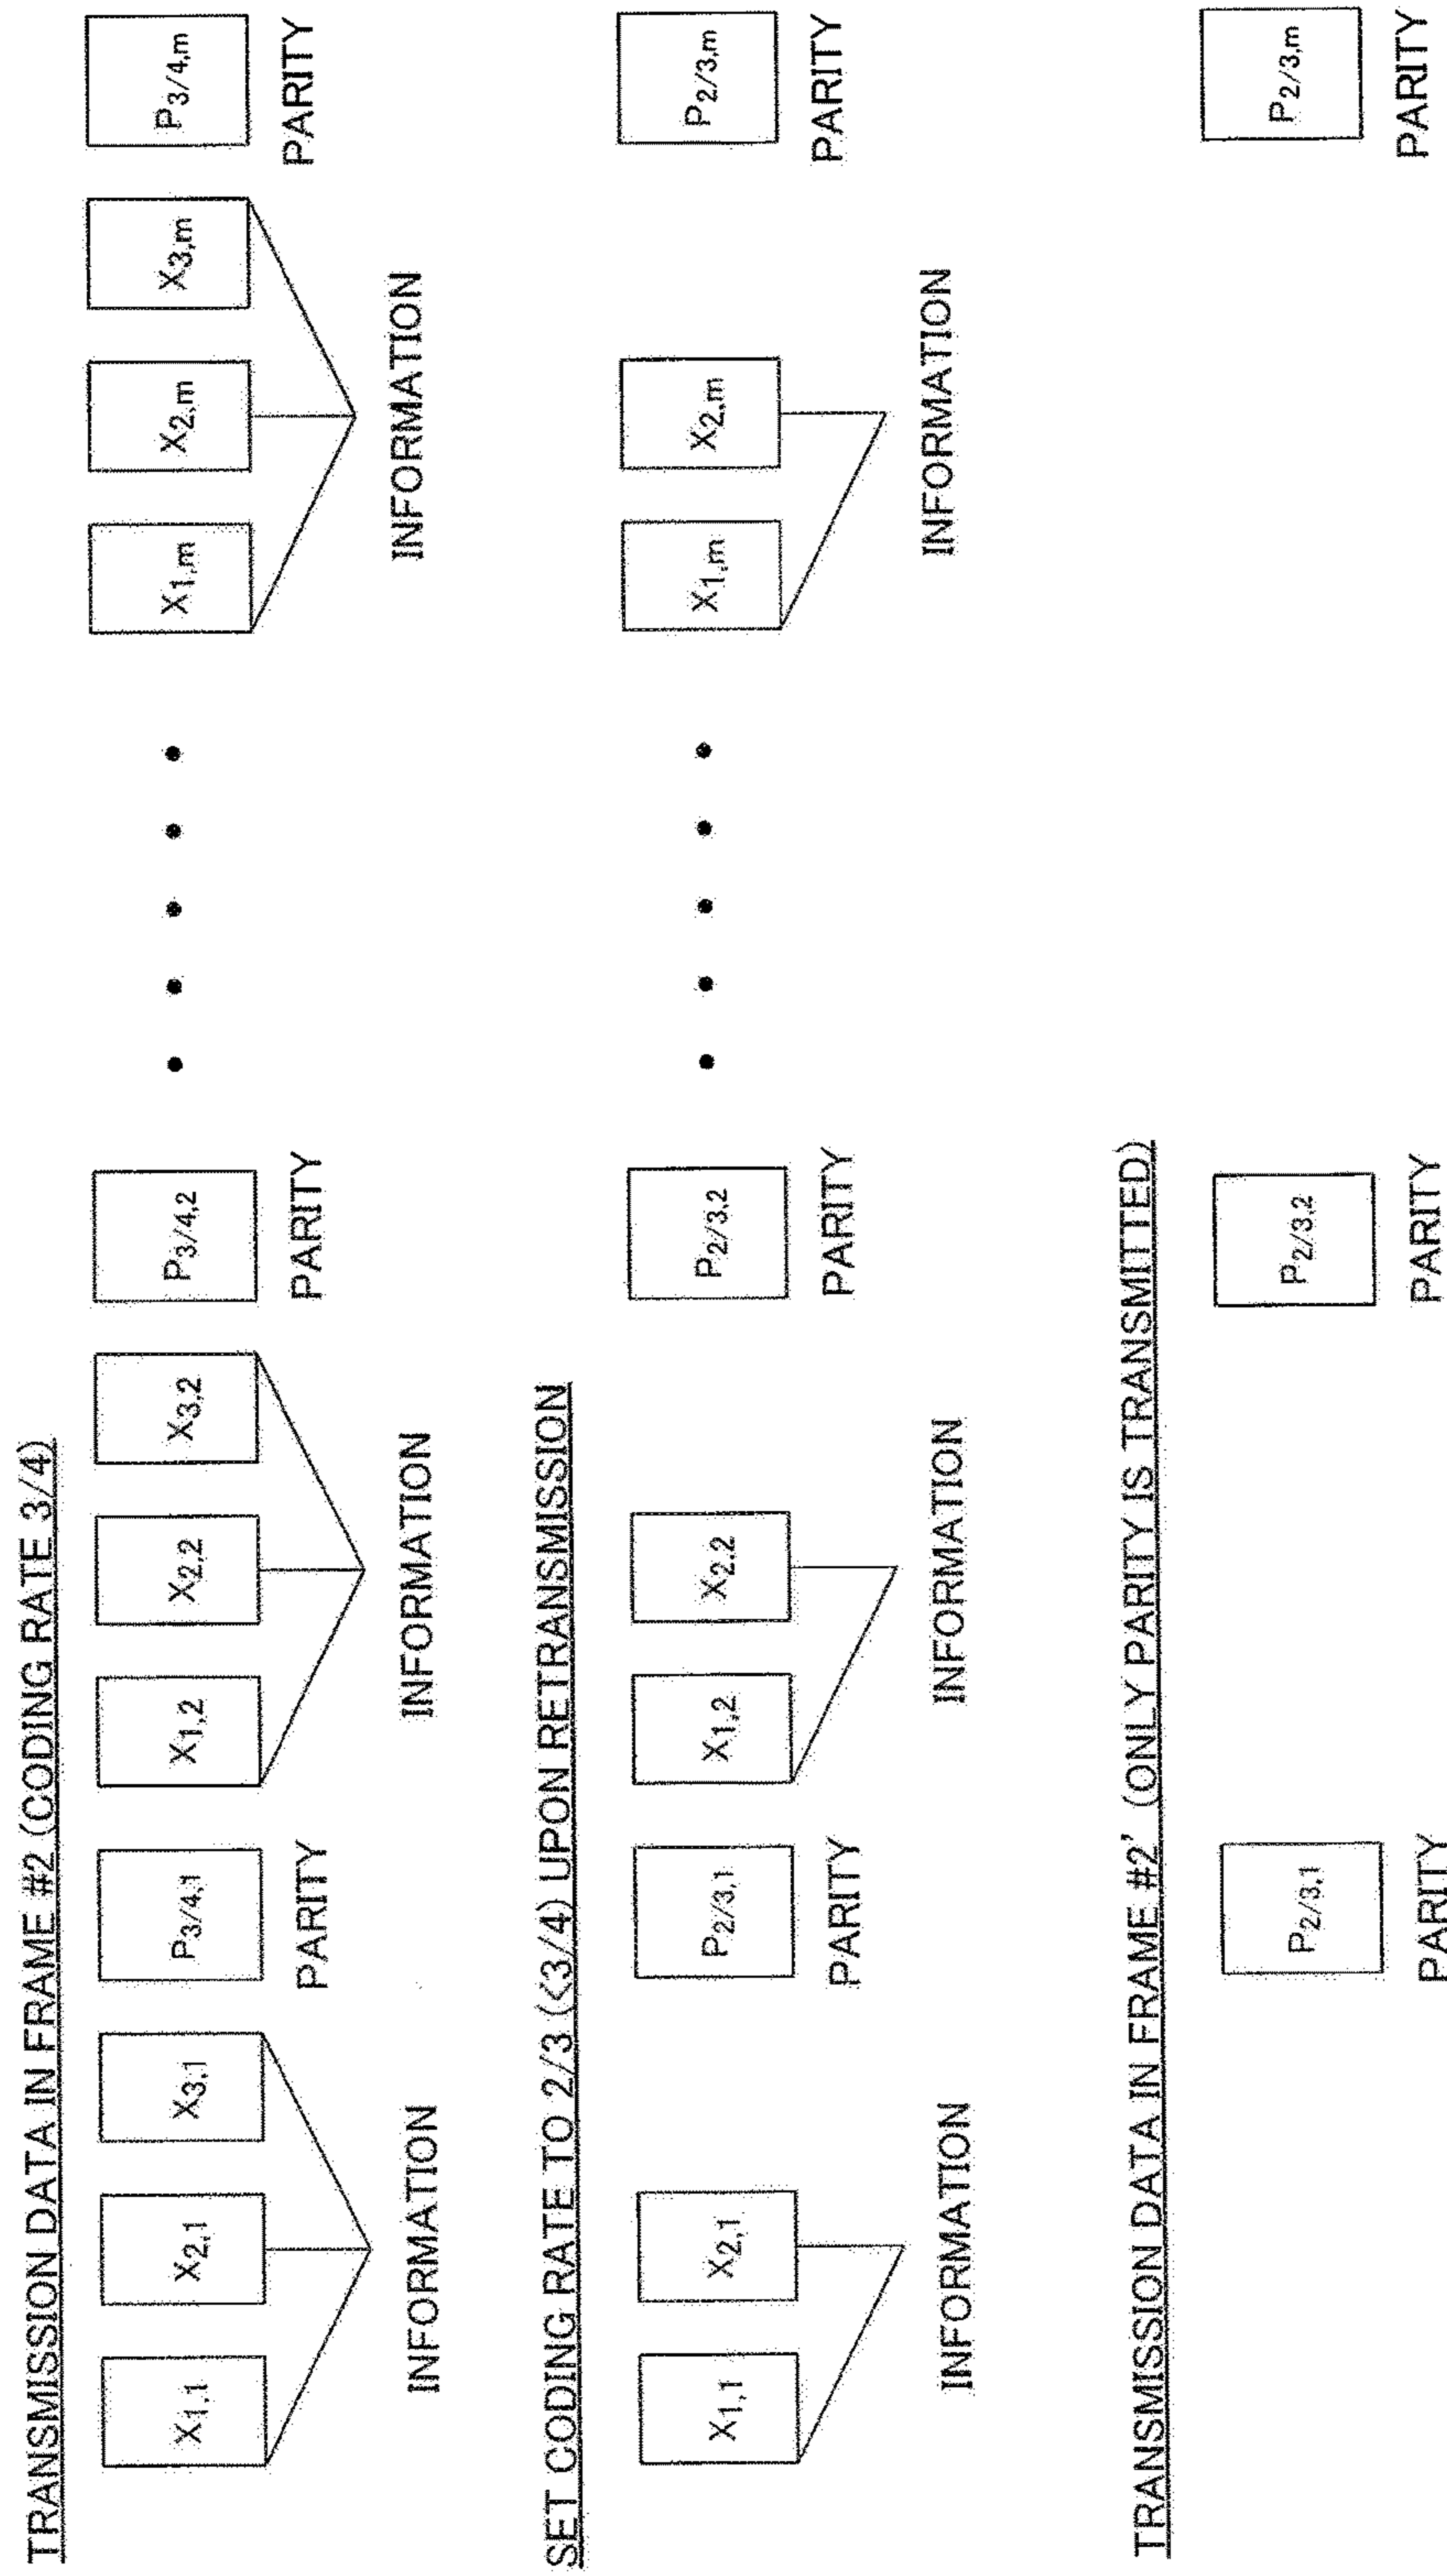 TRANSMISSION DATA IN FRAME #2 (CODING RATE 3/4)
X1,1 X2,1 X3,1 P3/4,1 X1,2 X2,2 X3,2 P3/4,2 X1,m X2,m X3,m P3/4,m
INFORMATION PARITY INFORMATION PARITY INFORMATION PARITY
SET CODING RATE TO 2/3 (<3/4) UPON RETRANSMISSION
X1,1 X2,1 P2/3,1 X1,2 X2,2 P2/3,2 X1,m X2,m P2/3,m
INFORMATION PARITY INFORMATION PARITY INFORMATION PARITY
TRANSMISSION DATA IN FRAME #2' (ONLY PARITY IS TRANSMITTED)
P2/3,1 P2/3,2 P2/3,m
PARITY PARITY PARITY